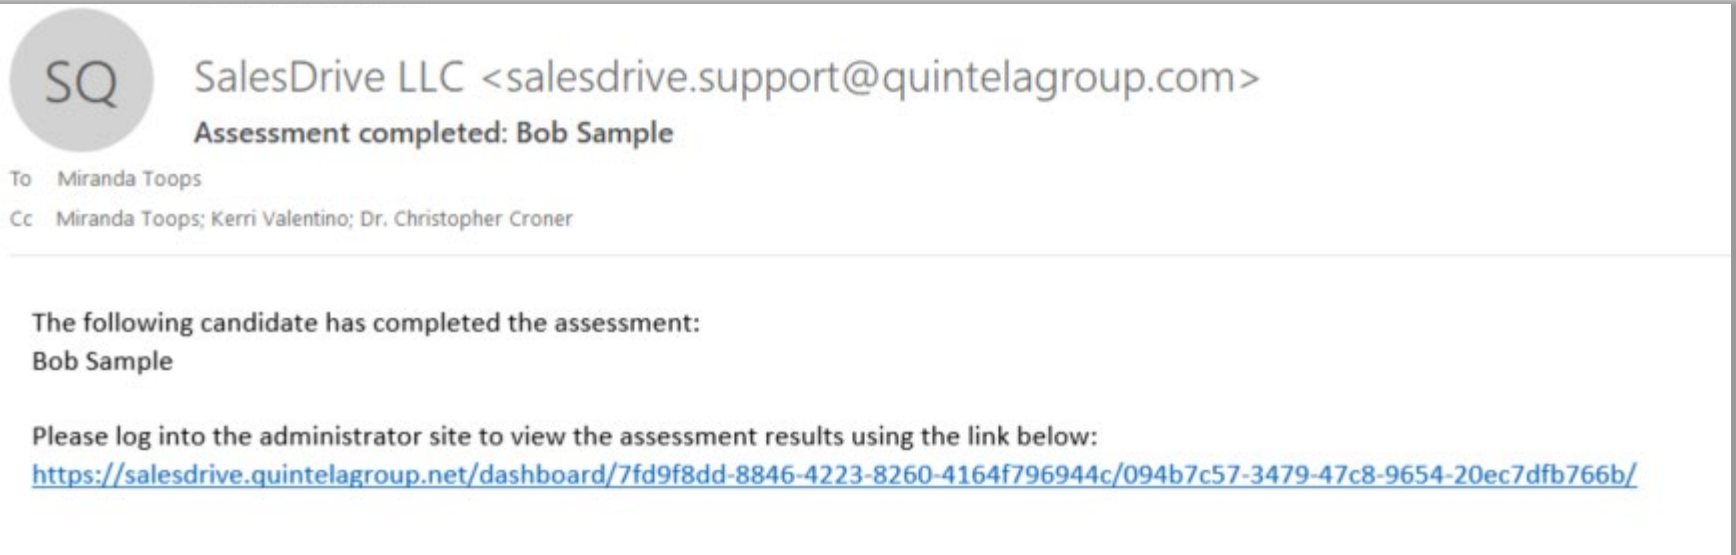 SQ
SalesDrive LLC <salesdrive.support@quintelagroup.com>
Assessment completed: Bob Sample
To Miranda Toops
Cc Miranda Toops; Kerri Valentino; Dr. Christopher Croner
The following candidate has completed the assessment:
Bob Sample
Please log into the administrator site to view the assessment results using the link below:
https://salesdrive.quintelagroup.net/dashboard/7fd9f8dd-8846-4223-8260-4164f796944c/094b7c57-3479-47c8-9654-20ec7dfb766b/